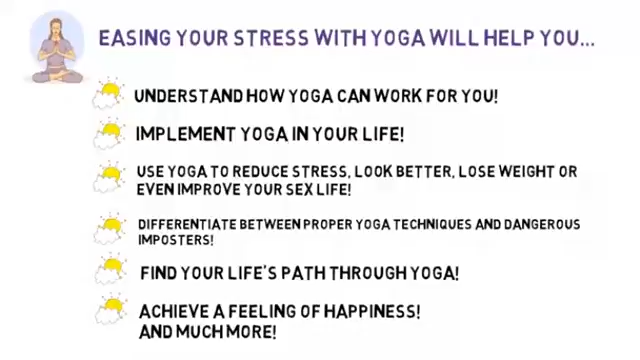 EASING YOUR STRESS WITH YOGA WILL HELP YOU...
UNDERSTAND HOW YOGA CAN WORK FOR YOU!
IMPLEMENT YOGA IN YOUR LIFE!
USE YOGA TO REDUCE STRESS, LOOK BETTER, LOSE WEIGHT OR
EVEN IMPROVE YOUR SEX LIFE!
DIFFERENTIATE BETWEEN PROPER YOGA TECHNIQUES AND DANGEROUS
IMPOSTERS!
FIND YOUR LIFE'S PATH THROUGH YOGA!
ACHIEVE A FEELING OF HAPPINESS!
AND MUCH MORE!